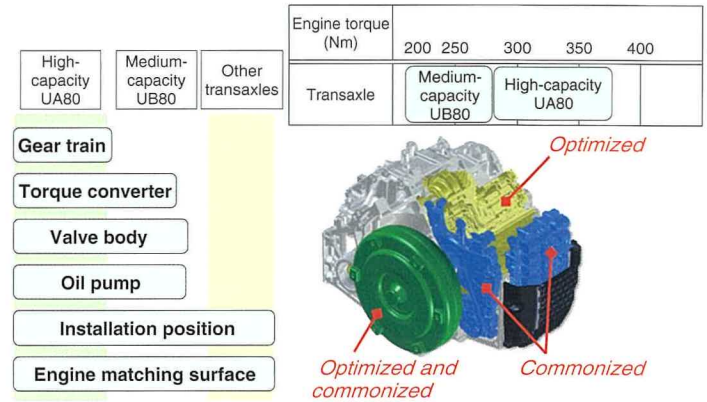 High-
capacity
UA80
Medium-
capacity
UB80
Other
transaxles
Gear train
Torque converter
Valve body
Oil pump
Installation position
Engine matching surface
Engine torque
(Nm)
200 250 300 350 400
Transaxle
Medium-
capacity
UB80
High-capacity
UA80
Optimized
Optimized and
commonized
Commonized